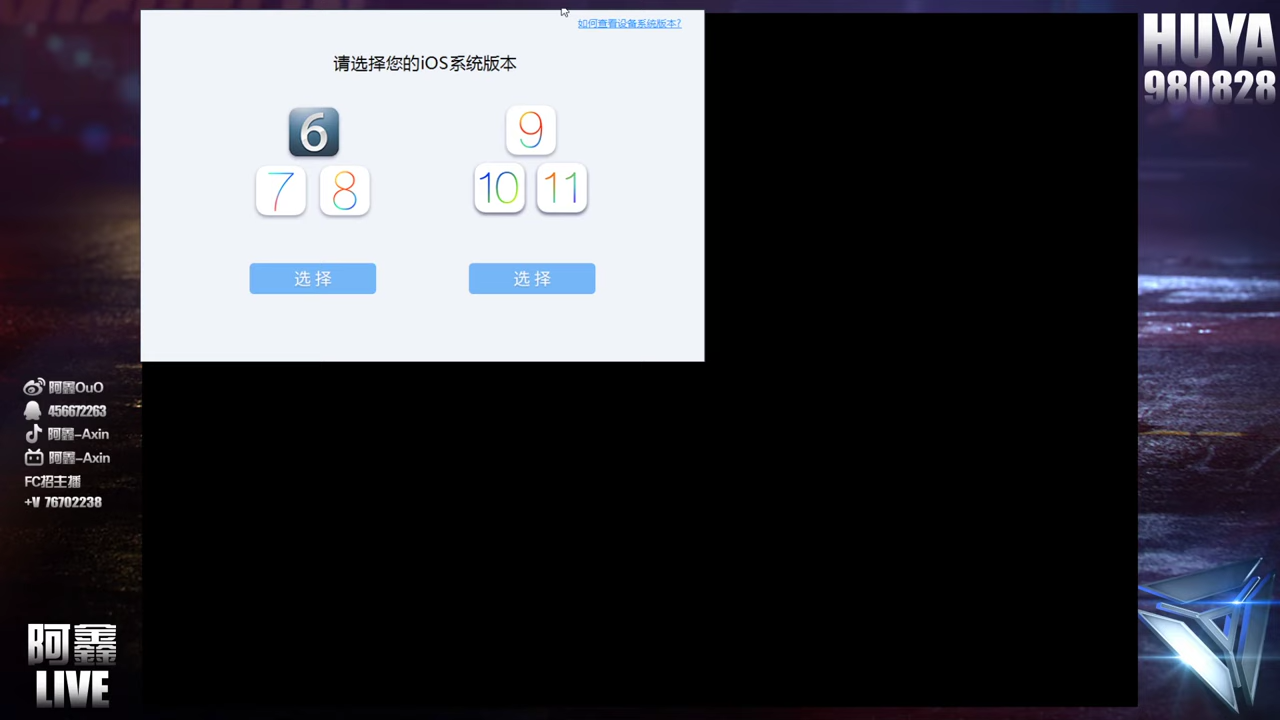 如何查看设备系统版本?
请选择您的iOS系统版本
6
9
7 8
10 11
选 择
选 择
HUYA
980828
阿鑫OuO
456672263
阿鑫-Axin
阿鑫-Axin
FC招主播
+V 76702238
阿鑫
LIVE